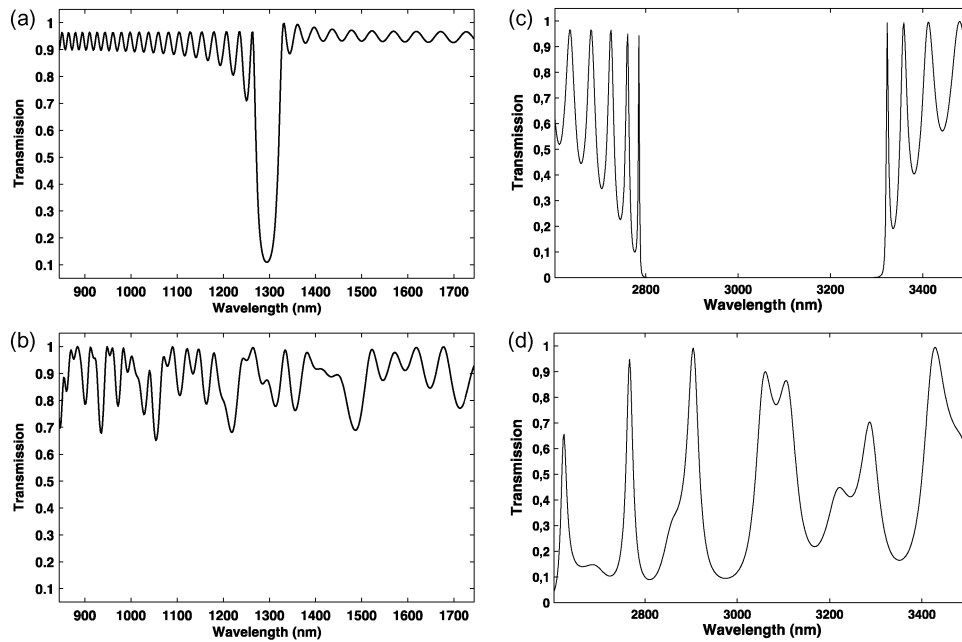 (a)
1
0.9
0.8
0.7
0.6
0.5
0.4
0.3
0.2
0.1
Transmission
900 1000 1100 1200 1300 1400 1500 1600 1700
Wavelength (nm)
(b)
1
0.9
0.8
0.7
0.6
0.5
0.4
0.3
0.2
0.1
Transmission
900 1000 1100 1200 1300 1400 1500 1600 1700
Wavelength (nm)
(c)
1
0,9
0,8
0,7
0,6
0,5
0,4
0,3
0,2
0,1
0
Transmission
2800 3000 3200 3400
Wavelength (nm)
(d)
1
0,9
0,8
0,7
0,6
0,5
0,4
0,3
0,2
0,1
0
Transmission
2800 3000 3200 3400
Wavelength (nm)